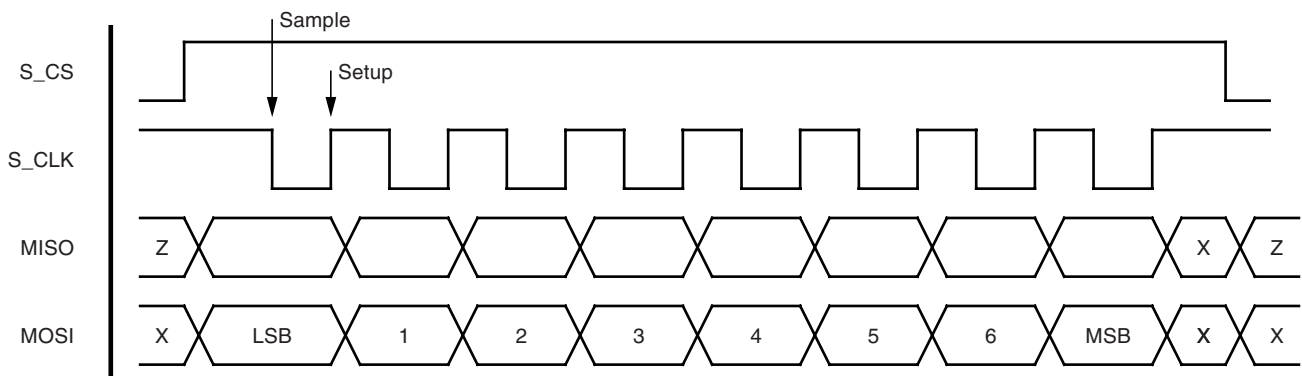 Sample
S_CS
Setup
S_CLK
MISO Z X Z
MOSI X LSB 1 2 3 4 5 6 MSB X X